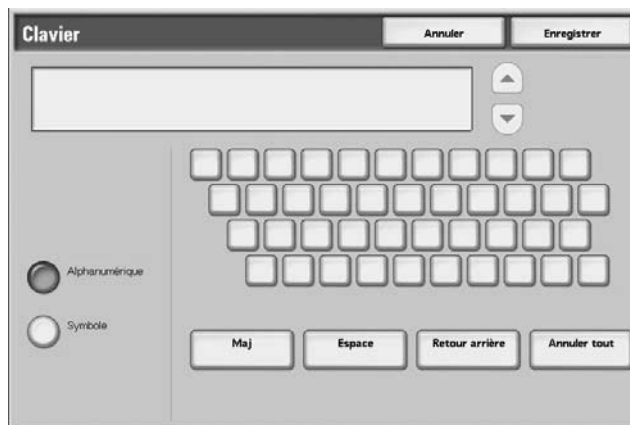 Clavier
Annuler
Enregistrer
Alphanumérique
Symbole
Maj
Espace
Retour arrière
Annuler tout